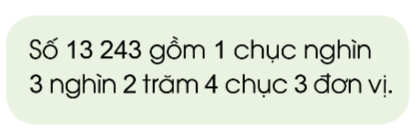 Số 13 243 gồm 1 chục nghìn
3 nghìn 2 trăm 4 chục 3 đơn vị.